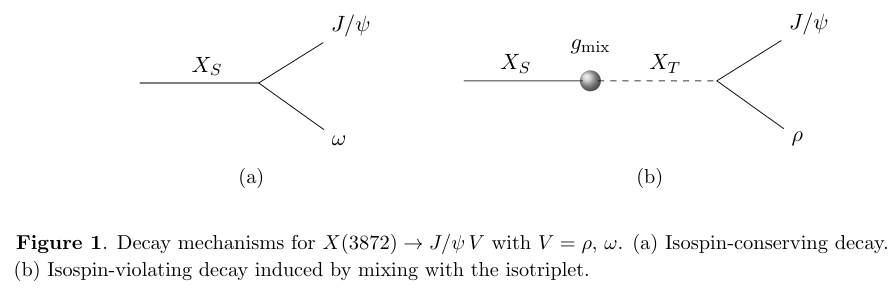 J/ψ
X_S
ω
(a)
J/ψ
g_mix
X_S
X_T
ρ
(b)
Figure 1. Decay mechanisms for X(3872) → J/ψ V with V = ρ, ω. (a) Isospin-conserving decay.
(b) Isospin-violating decay induced by mixing with the isotriplet.